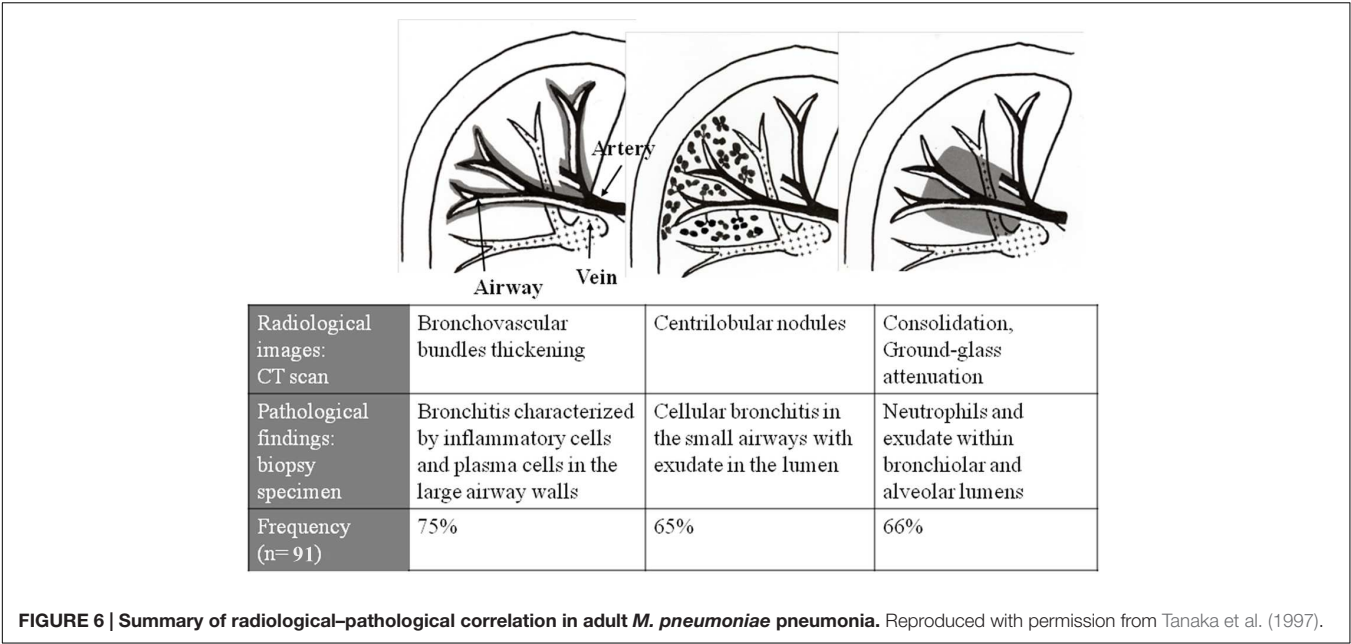 Artery
Vein
Airway
Radiological
images:
CT scan
Bronchovascular
bundles thickening
Centrilobular nodules
Consolidation,
Ground-glass
attenuation
Pathological
findings:
biopsy
specimen
Bronchitis characterized
by inflammatory cells
and plasma cells in the
large airway walls
Cellular bronchitis in
the small airways with
exudate in the lumen
Neutrophils and
exudate within
bronchiolar and
alveolar lumens
Frequency
(n= 91)
75%
65%
66%
FIGURE 6 | Summary of radiological–pathological correlation in adult M. pneumoniae pneumonia. Reproduced with permission from Tanaka et al. (1997).